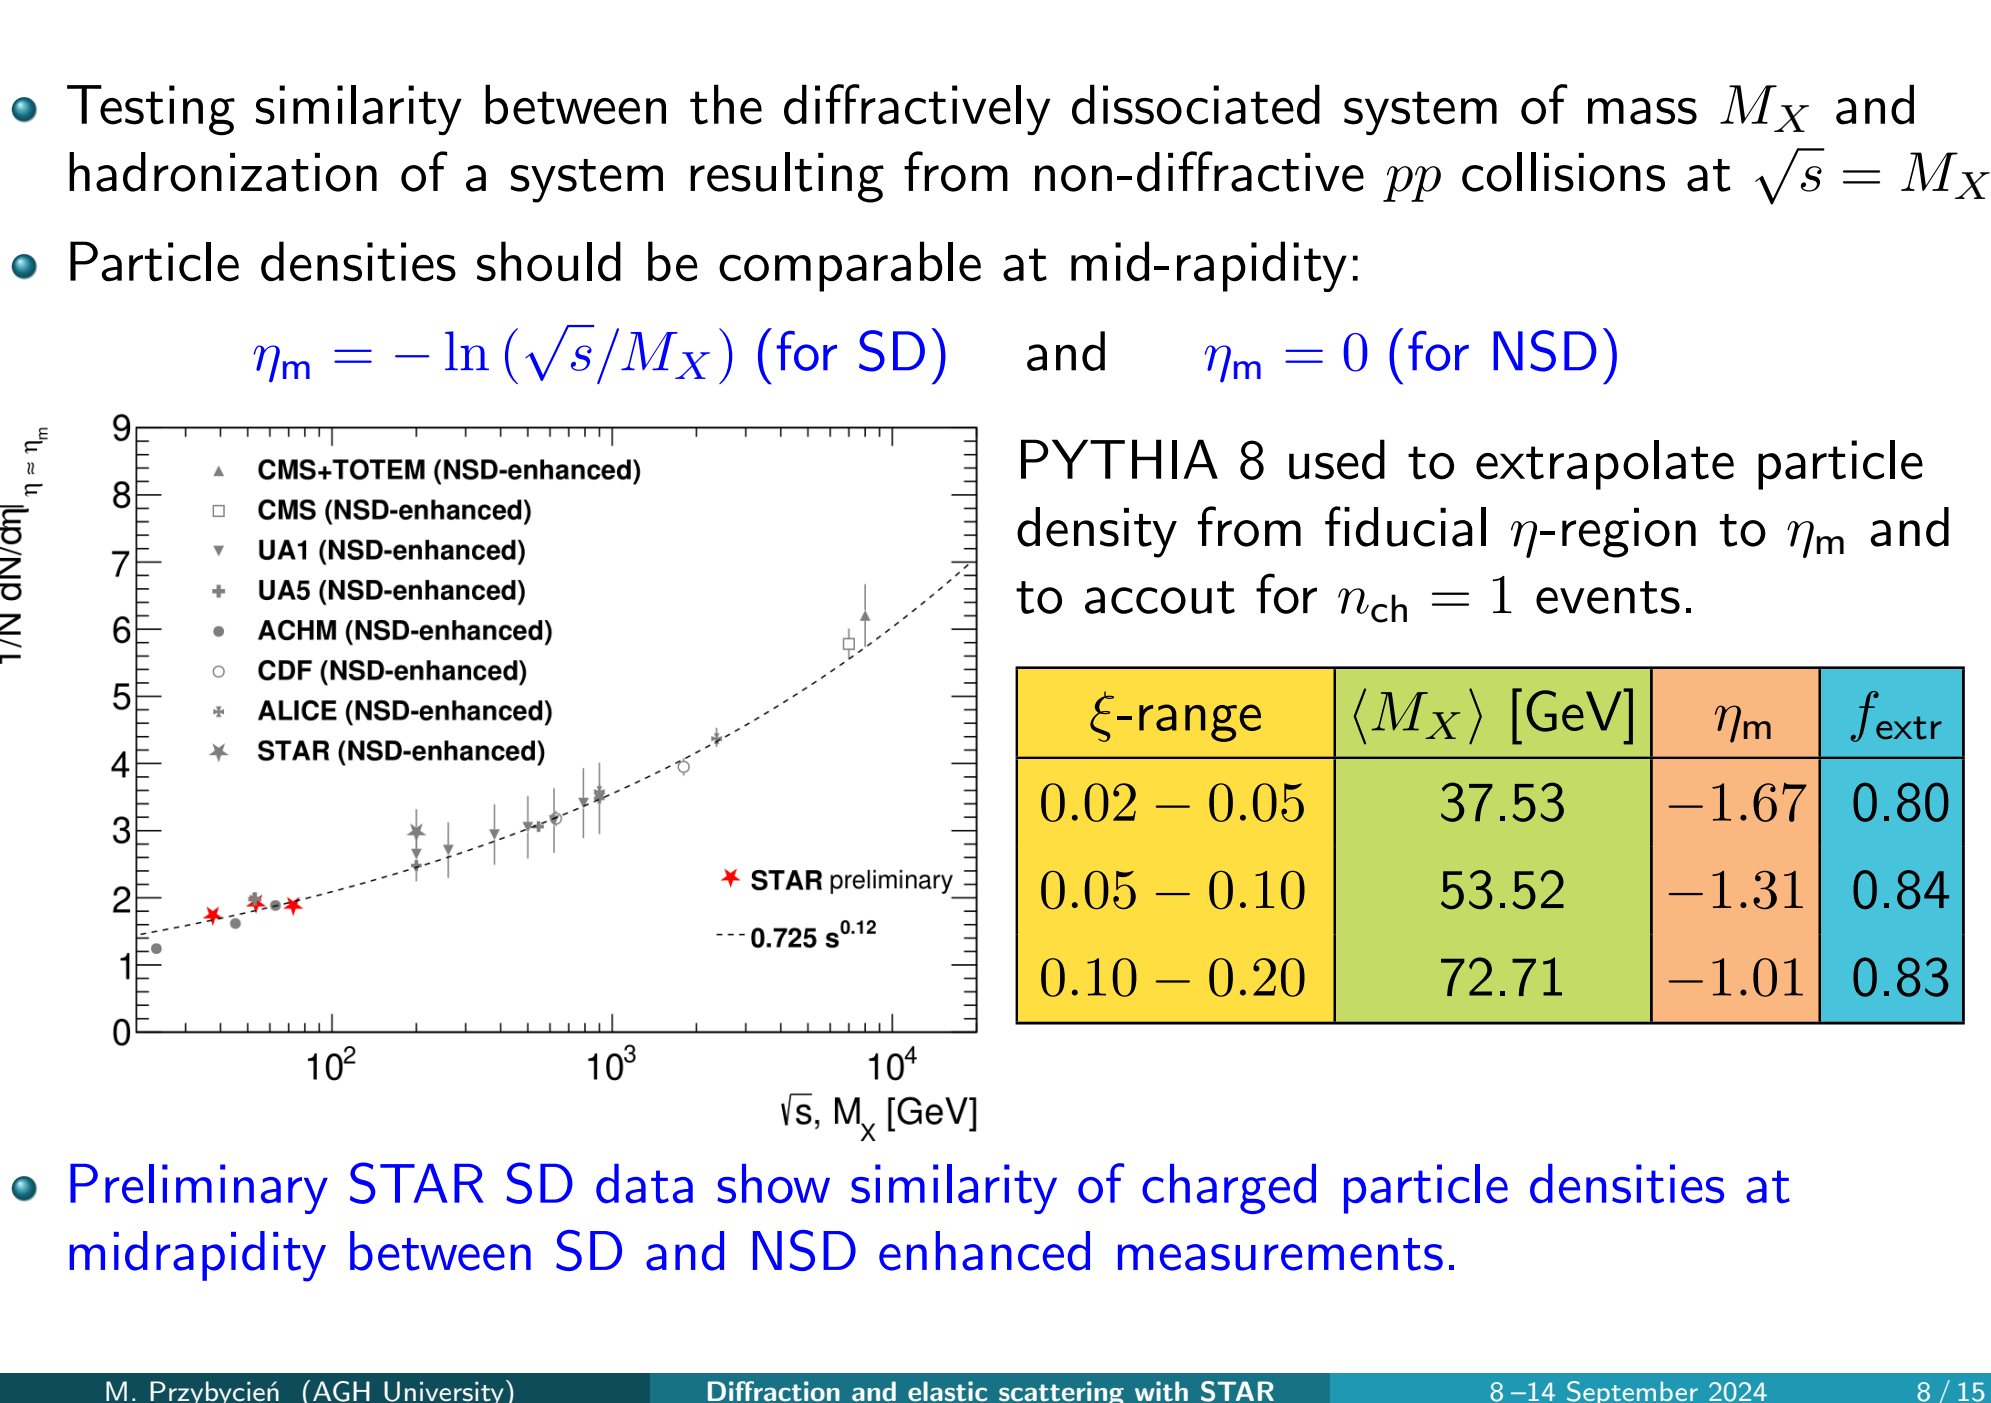 Testing similarity between the diffractively dissociated system of mass M_X and
hadronization of a system resulting from non-diffractive pp collisions at √s = M_X
Particle densities should be comparable at mid-rapidity:
η_m = − ln (√s/M_X) (for SD) and η_m = 0 (for NSD)
1/N dN/dη|_{η ≈ η_m}
9
8
7
6
5
4
3
2
1
0
CMS+TOTEM (NSD-enhanced)
CMS (NSD-enhanced)
UA1 (NSD-enhanced)
UA5 (NSD-enhanced)
ACHM (NSD-enhanced)
CDF (NSD-enhanced)
ALICE (NSD-enhanced)
STAR (NSD-enhanced)
STAR preliminary
0.725 s^{0.12}
10² 10³ 10⁴
√s, M_X [GeV]
PYTHIA 8 used to extrapolate particle
density from fiducial η-region to η_m and
to accout for n_ch = 1 events.
ξ-range ⟨M_X⟩ [GeV] η_m f_extr
0.02 − 0.05 37.53 −1.67 0.80
0.05 − 0.10 53.52 −1.31 0.84
0.10 − 0.20 72.71 −1.01 0.83
Preliminary STAR SD data show similarity of charged particle densities at
midrapidity between SD and NSD enhanced measurements.
M. Przybycień (AGH University) Diffraction and elastic scattering with STAR 8 –14 September 2024 8 / 15